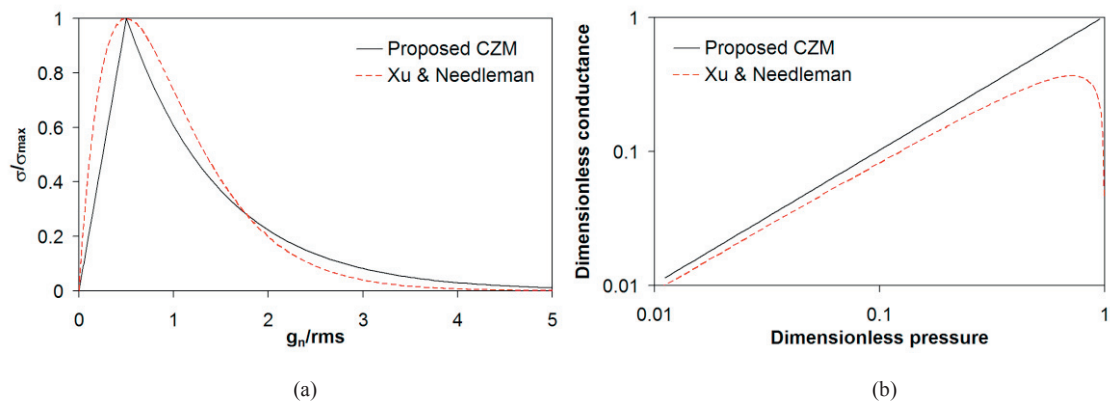 1
0.8
0.6
0.4
0.2
0
σ/σmax
Proposed CZM
Xu & Needleman
0 1 2 3 4 5
gn/rms
(a)
1
0.1
0.01
Dimensionless conductance
Proposed CZM
Xu & Needleman
0.01 0.1 1
Dimensionless pressure
(b)